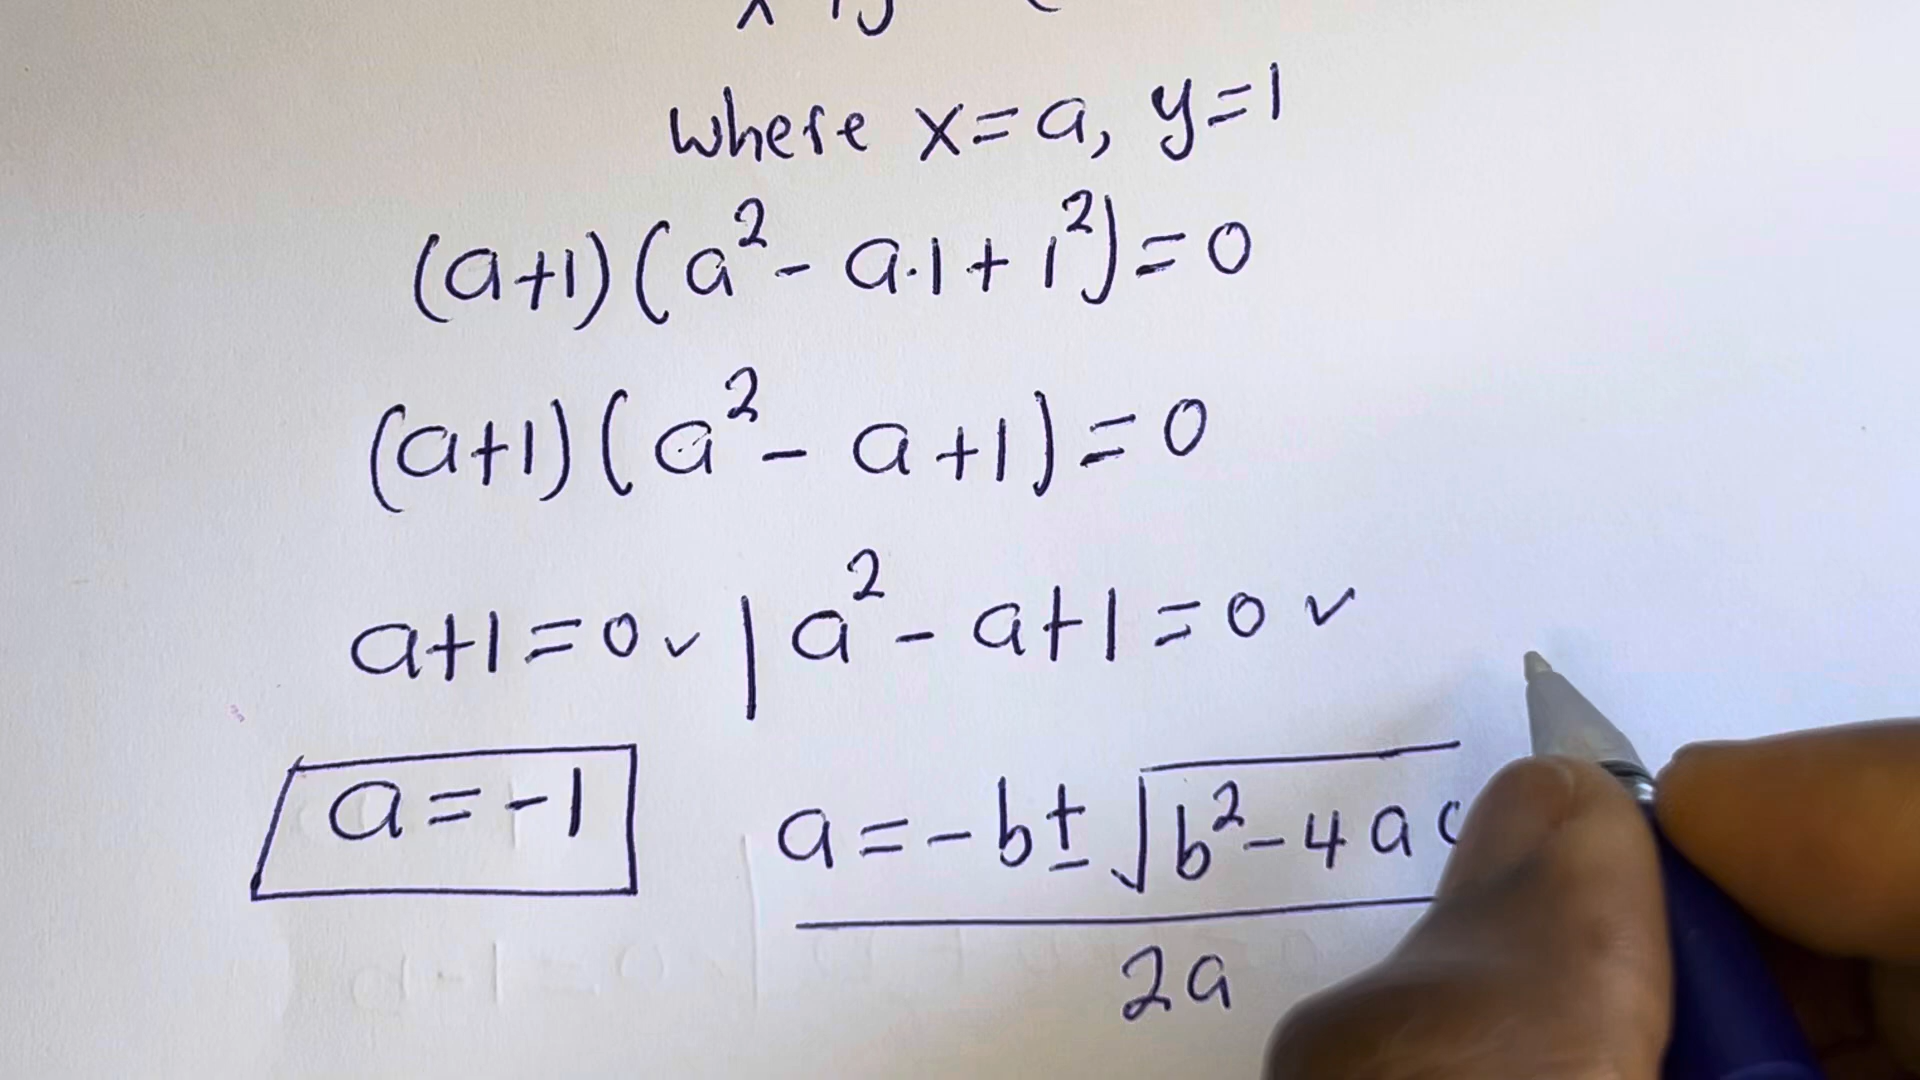 where x=a, y=1
(a+1)(a²- a·1+1²)=0
(a+1)(a²- a+1)=0
a+1=0✓ | a²- a+1=0 ✓
a=-1
a=-b±√b²-4ac
2a